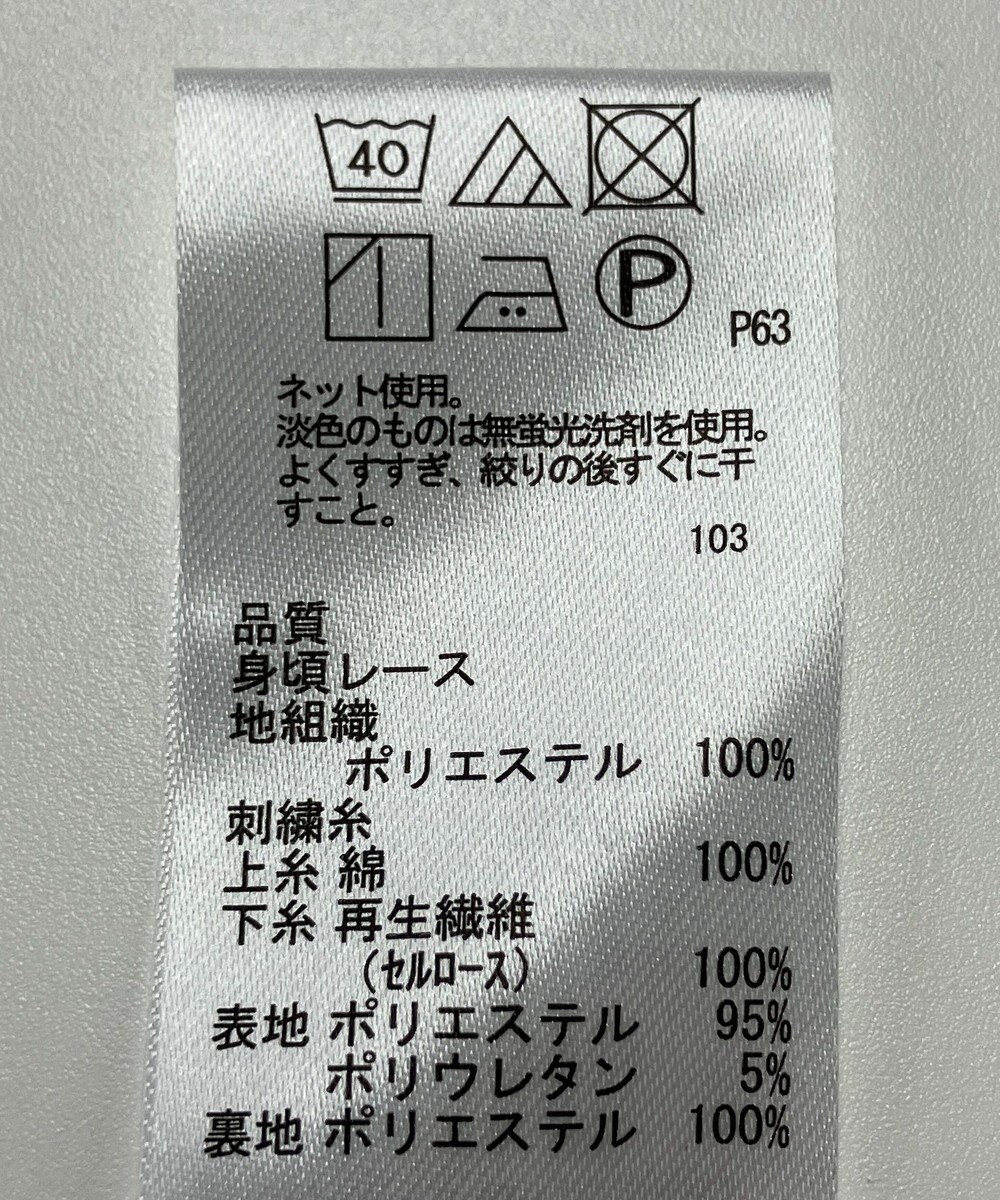 40
P
P63
ネット使用。
淡色のものは無蛍光洗剤を使用。
よくすすぎ、絞りの後すぐに干
すこと。
103
品質
身頃レース
地組織
ポリエステル 100%
刺繍糸
上糸 綿 100%
下糸 再生繊維
(セルロース) 100%
表地 ポリエステル 95%
ポリウレタン 5%
裏地 ポリエステル 100%